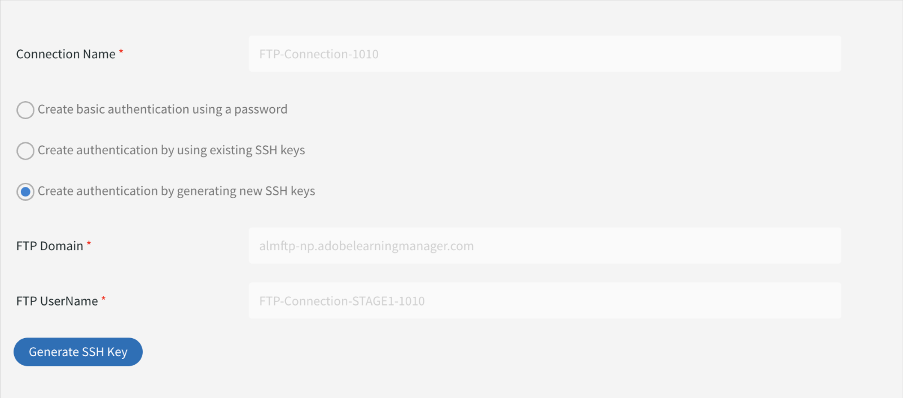 Connection Name *
FTP-Connection-1010
Create basic authentication using a password
Create authentication by using existing SSH keys
Create authentication by generating new SSH keys
FTP Domain *
almftp-np.adobelearningmanager.com
FTP UserName *
FTP-Connection-STAGE1-1010
Generate SSH Key